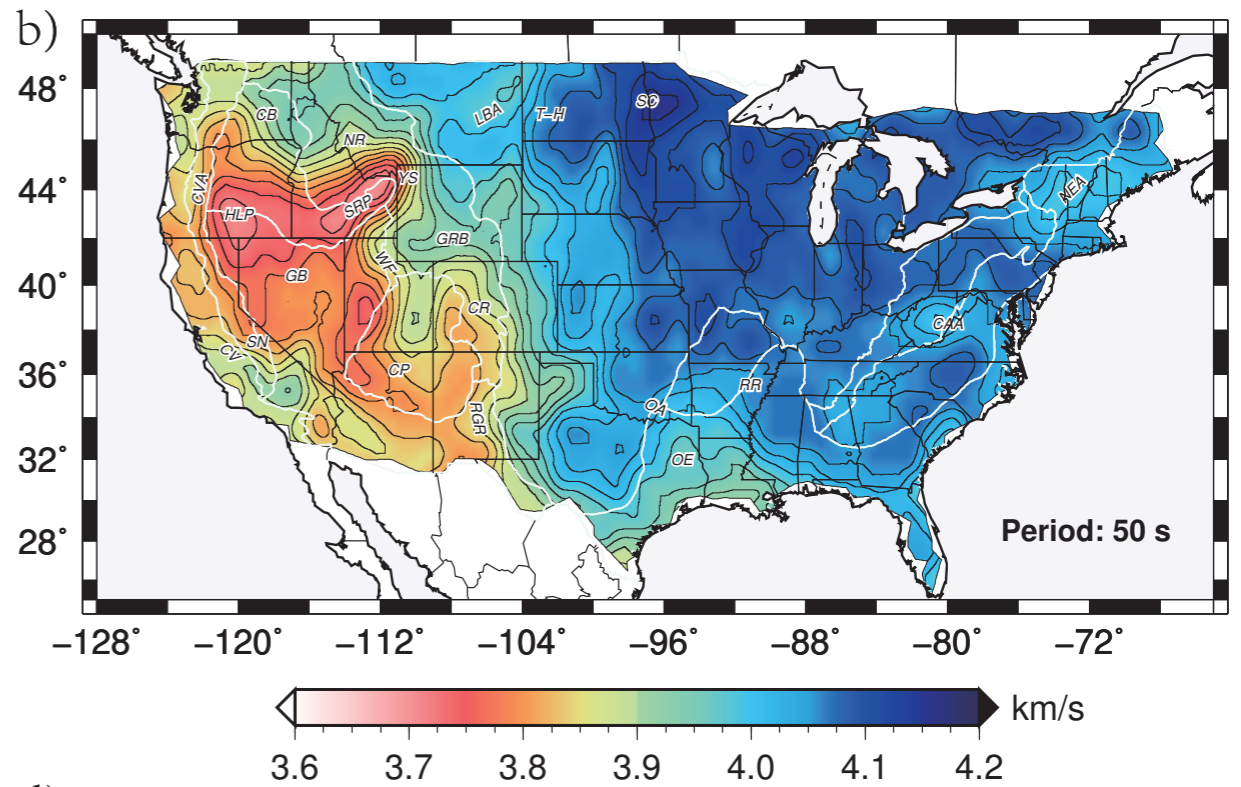 b)
48°
44°
40°
36°
32°
28°
CB
NR
LBA
T-H
SC
CVA
HLP
SRP
YS
GRB
NEA
GB
WF
CR
CAA
CV
SN
CP
RGR
RR
OA
OE
Period: 50 s
−128° −120° −112° −104° −96° −88° −80° −72°
km/s
3.6 3.7 3.8 3.9 4.0 4.1 4.2